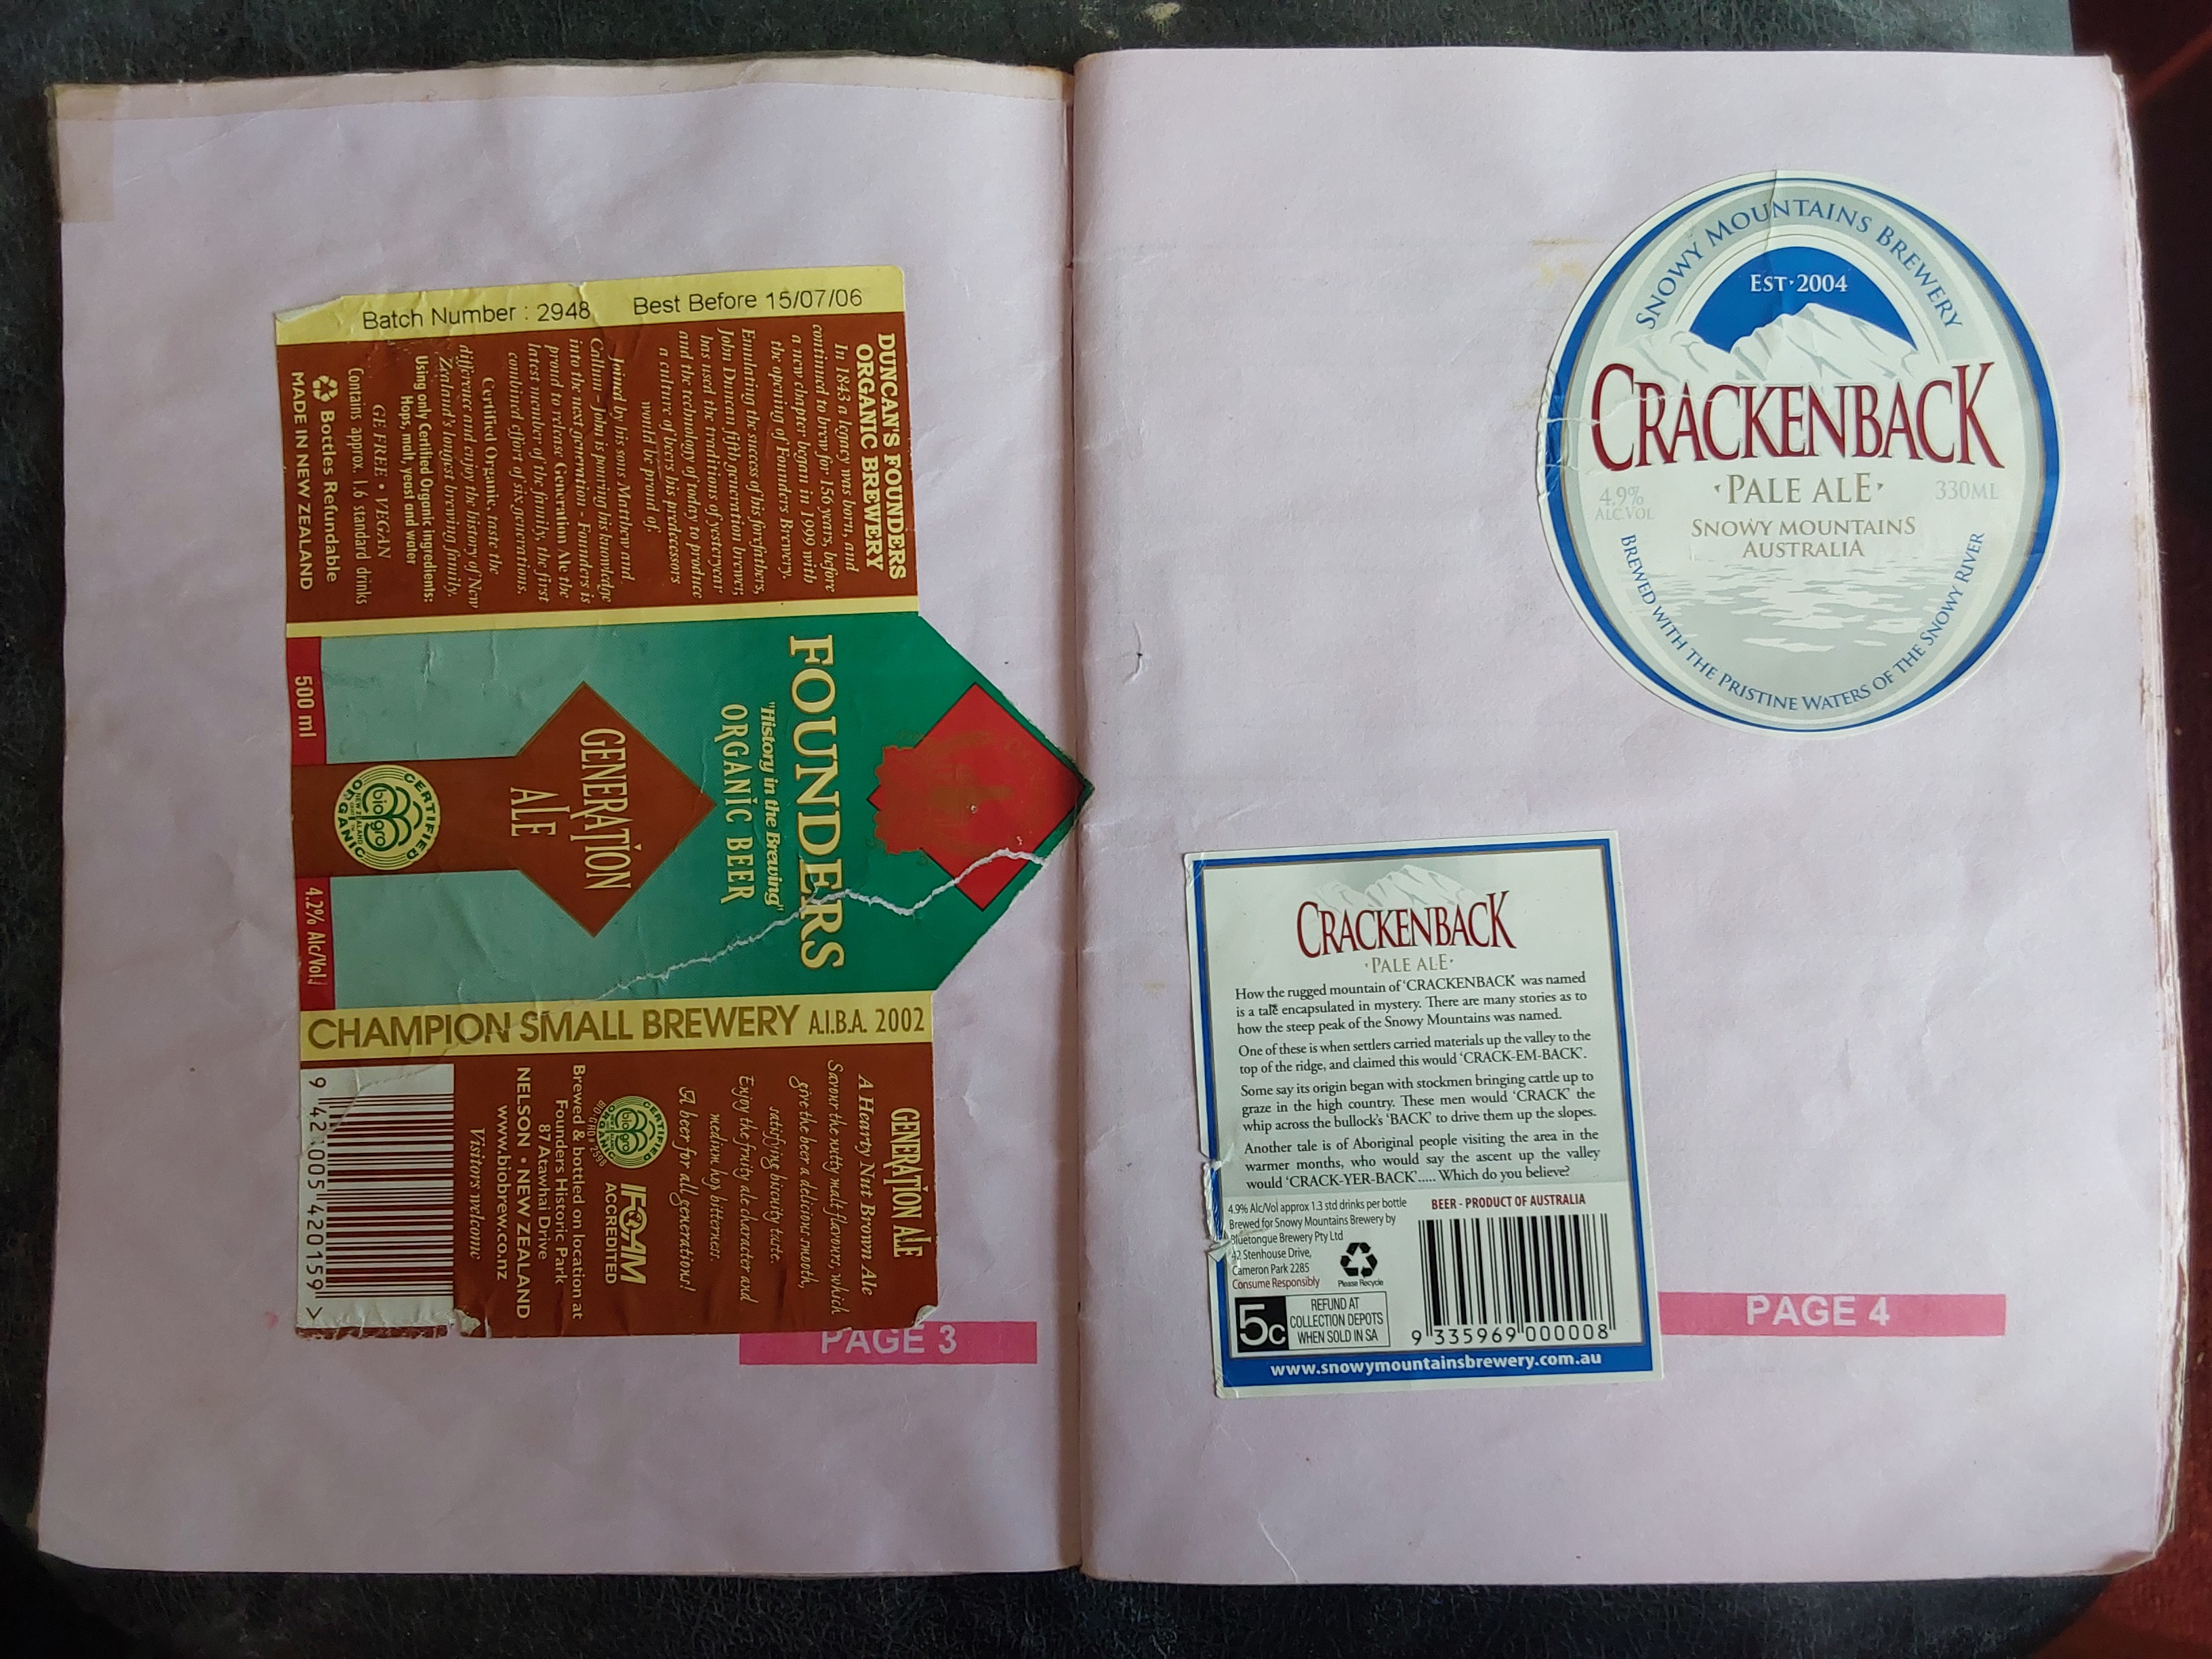 Batch Number : 2948 Best Before 15/07/06
DUNCAN'S FOUNDERS
ORGANIC BREWERY
In 1843 a legacy was born, and
continued to brew for 156 years, before
a new chapter began in 1999 with
the opening of Founders Brewery.
Emulating the success of his forefathers,
John Duncan fifth generation brewer,
has used the traditions of yesteryear
and the technology of today to produce
a culture of beers his predecessors
would be proud of.
Joined by his sons, Matthew and
Callum - John is pouring his knowledge
into the next generation - Founders is
proud to release Generation Ale the
latest member of the family, the first
combined effort of six generations.
Certified Organic, taste the
difference and enjoy the history of New
Zealand's longest brewing family.
Using only Certified Organic ingredients:
Hops, malt, yeast and water
GE FREE • VEGAN
Contains approx. 1.6 standard drinks
Bottles Refundable
MADE IN NEW ZEALAND
FOUNDERS
"History in the Brewing"
ORGANIC BEER
GENERATION
ALE
CERTIFIED
bio gro
NEW ZEALAND
ORGANIC
500 ml
4.2% Alc/Vol
CHAMPION SMALL BREWERY A.I.B.A. 2002
GENERATION ALE
A Hearty Nut Brown Ale
Savour the nutty malt flavours, which
give the beer a delicious smooth,
satisfying biscuity taste.
Enjoy the fruity ale character and
medium hop bitterness.
A beer for all generations!
CERTIFIED
bio gro
ORGANIC
BIO-GRO # 2598
IFOAM
ACCREDITED
Brewed & bottled on location at
Founders Historic Park
87 Atawhai Drive
NELSON • NEW ZEALAND
www.biobrew.co.nz
Visitors welcome
9 421005 420159 >
PAGE 3
SNOWY MOUNTAINS BREWERY
EST·2004
CRACKENBACK
·PALE ALE·
4.9%
ALC.VOL
330ML
SNOWY MOUNTAINS
AUSTRALIA
BREWED WITH THE PRISTINE WATERS OF THE SNOWY RIVER
CRACKENBACK
·PALE ALE·
How the rugged mountain of 'CRACKENBACK' was named
is a tale encapsulated in mystery. There are many stories as to
how the steep peak of the Snowy Mountains was named.
One of these is when settlers carried materials up the valley to the
top of the ridge, and claimed this would 'CRACK-EM-BACK'.
Some say its origin began with stockmen bringing cattle up to
graze in the high country. These men would 'CRACK' the
whip across the bullock's 'BACK' to drive them up the slopes.
Another tale is of Aboriginal people visiting the area in the
warmer months, who would say the ascent up the valley
would 'CRACK-YER-BACK'..... Which do you believe?
4.9% Alc/Vol approx 1.3 std drinks per bottle
Brewed for Snowy Mountains Brewery by
Bluetongue Brewery Pty Ltd
42 Stenhouse Drive,
Cameron Park 2285
Consume Responsibly
Please Recycle
BEER - PRODUCT OF AUSTRALIA
5c
REFUND AT
COLLECTION DEPOTS
WHEN SOLD IN SA
9 335969 000008
www.snowymountainsbrewery.com.au
PAGE 4